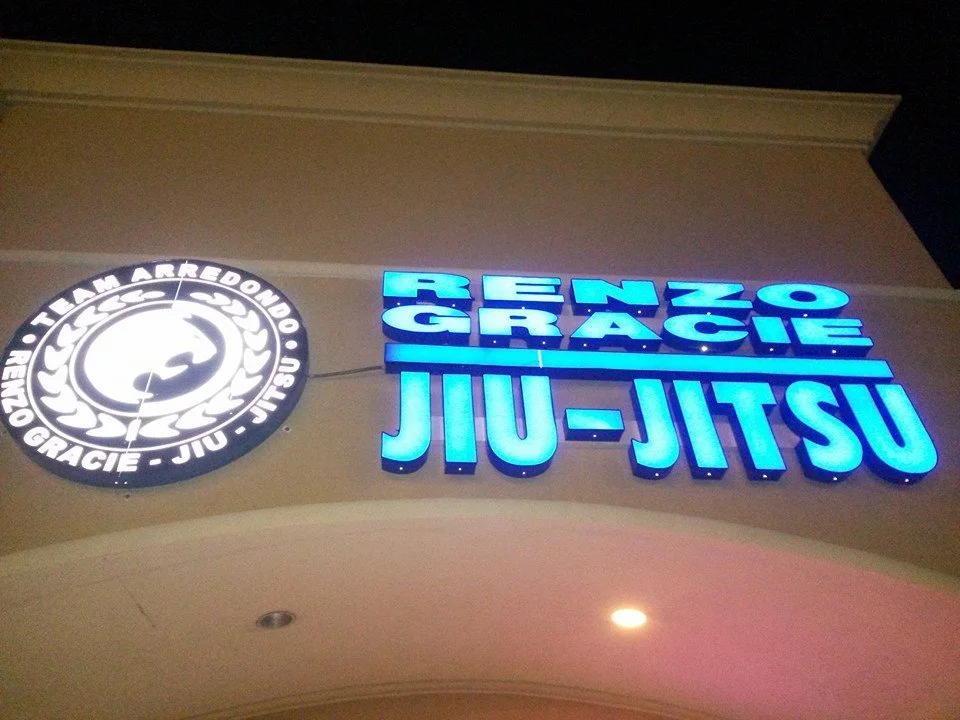 • TEAM ARREDONDO •
RENZO GRACIE - JIU - JITSU
RENZO
GRACIE
JIU-JITSU